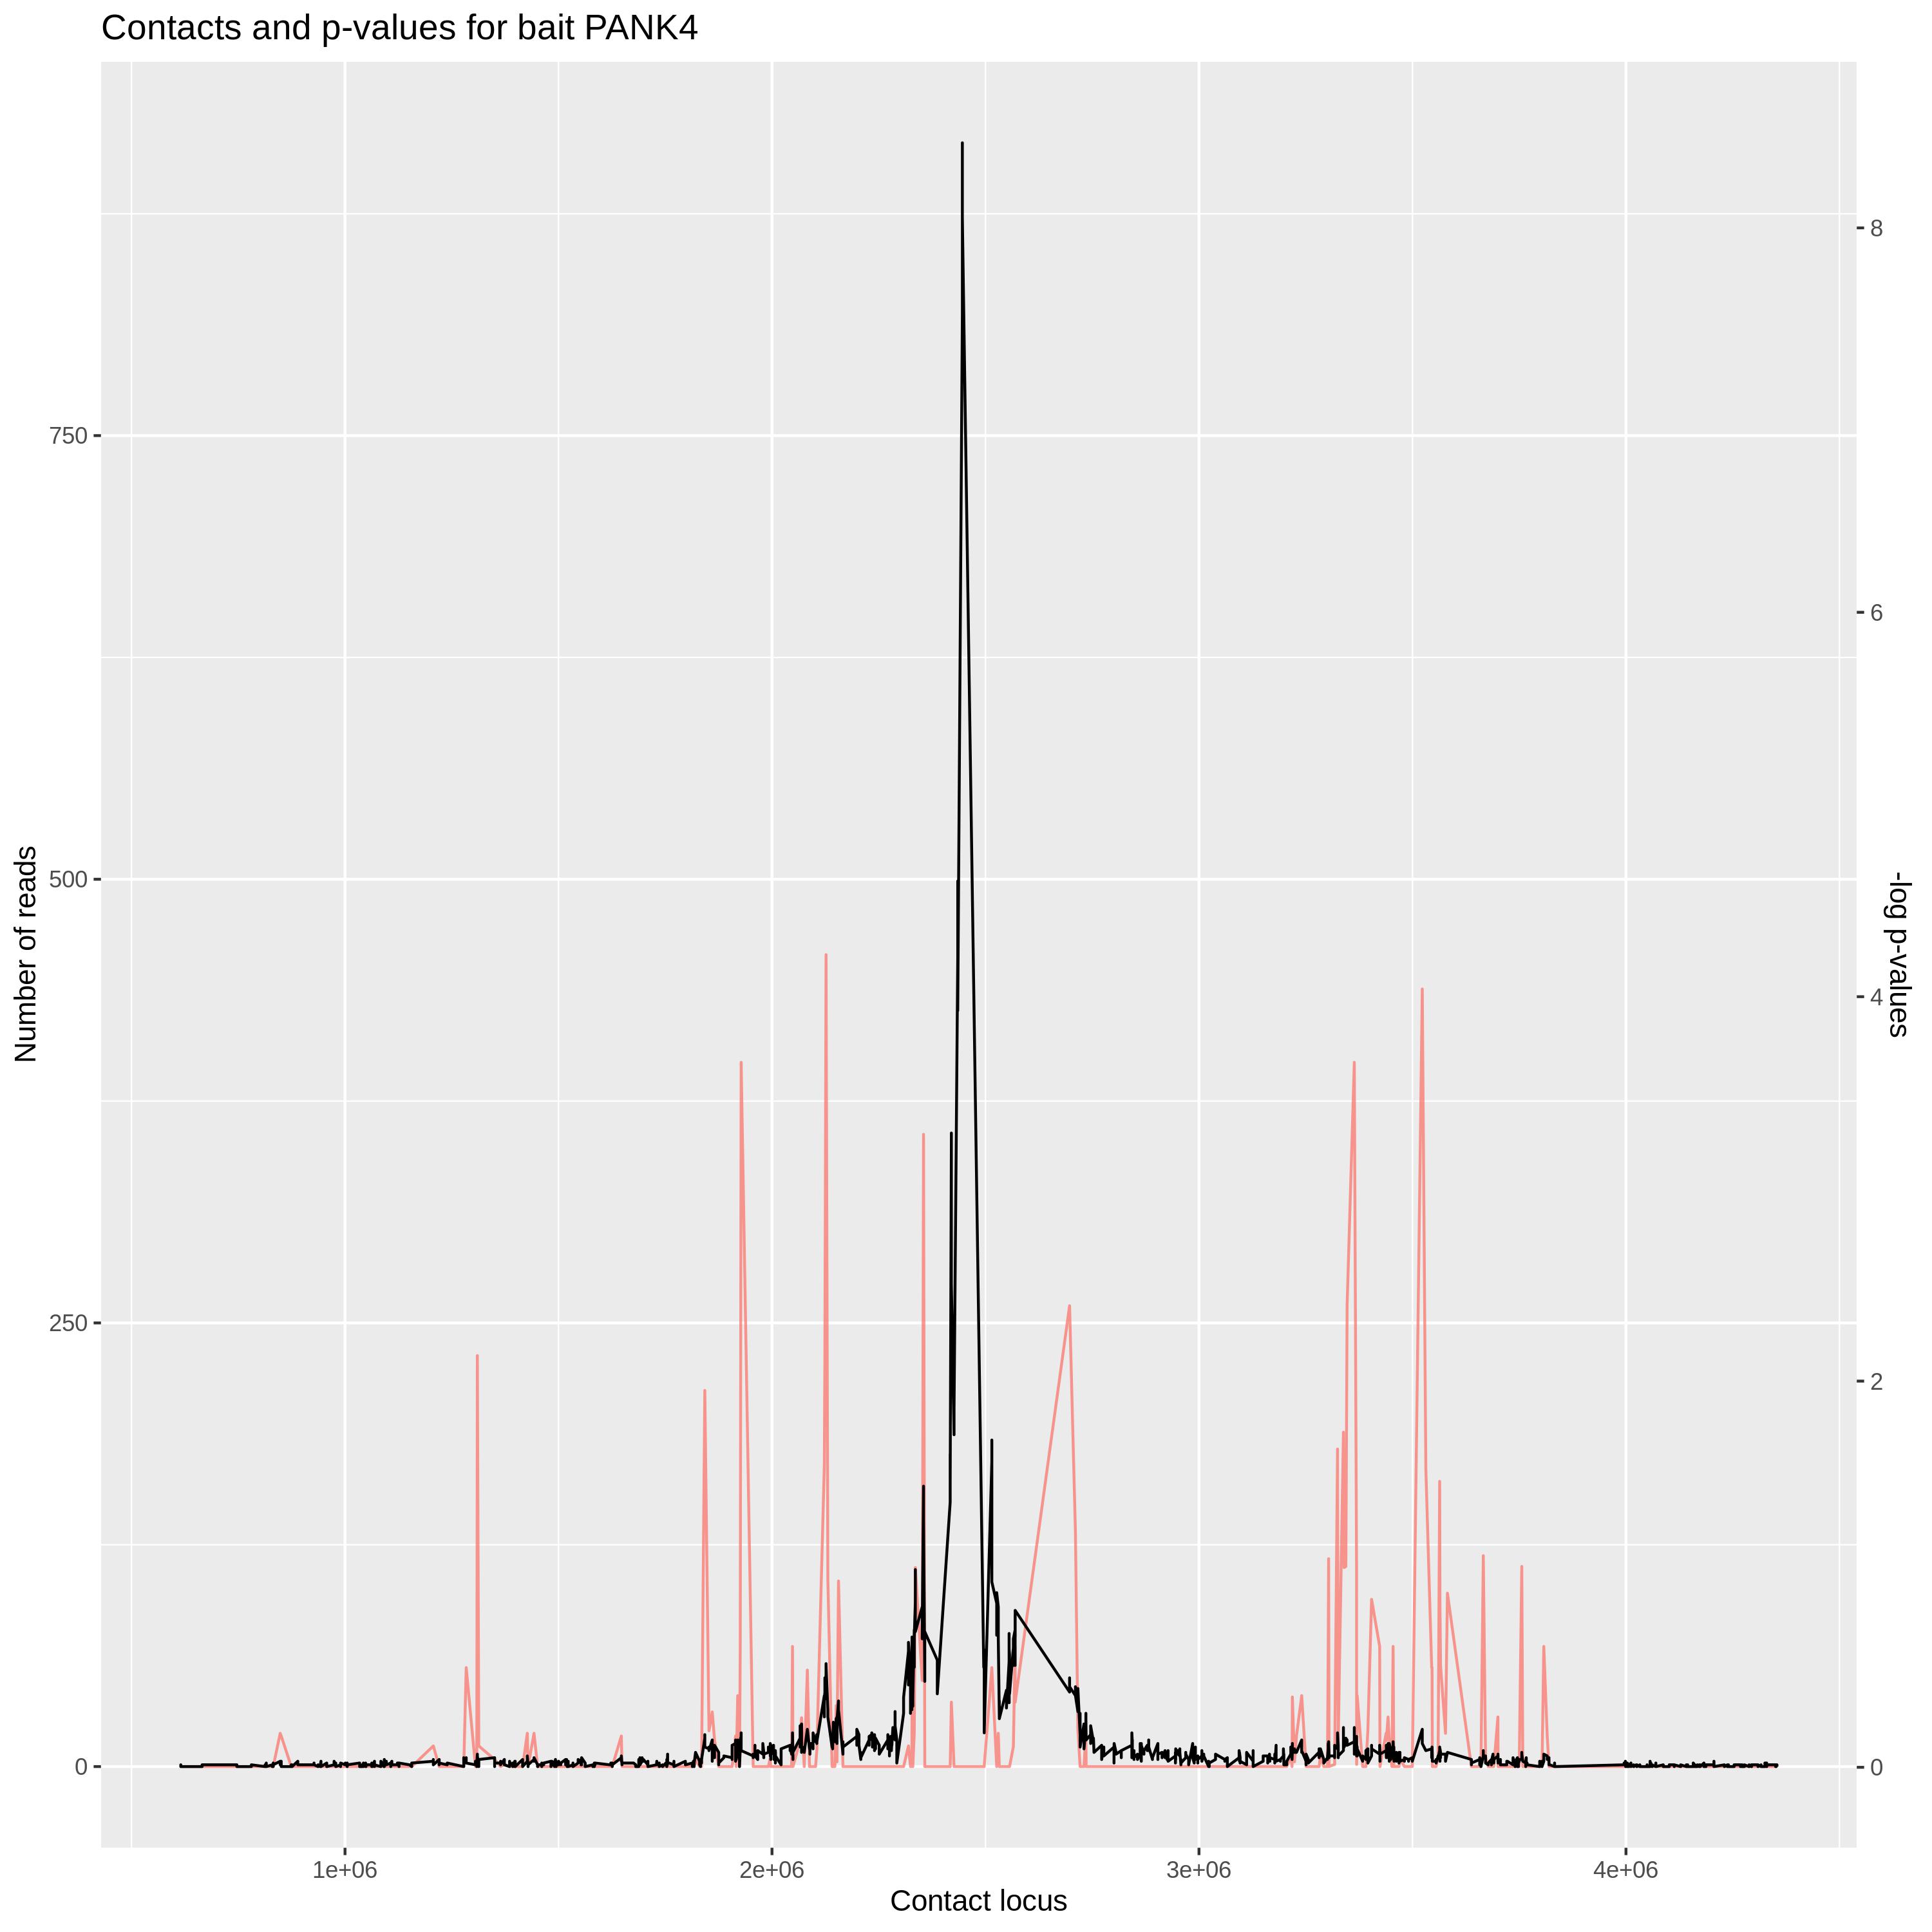 Contacts and p-values for bait PANK4
Number of reads
750
500
250
0
8
6
4
2
0
-log p-values
1e+06
2e+06
3e+06
4e+06
Contact locus